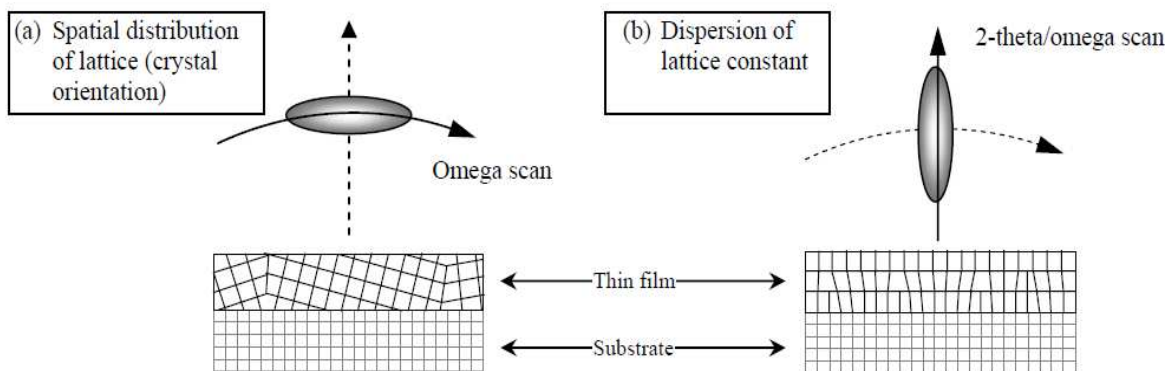 (a) Spatial distribution
of lattice (crystal
orientation)
Omega scan
(b) Dispersion of
lattice constant
2-theta/omega scan
Thin film
Substrate